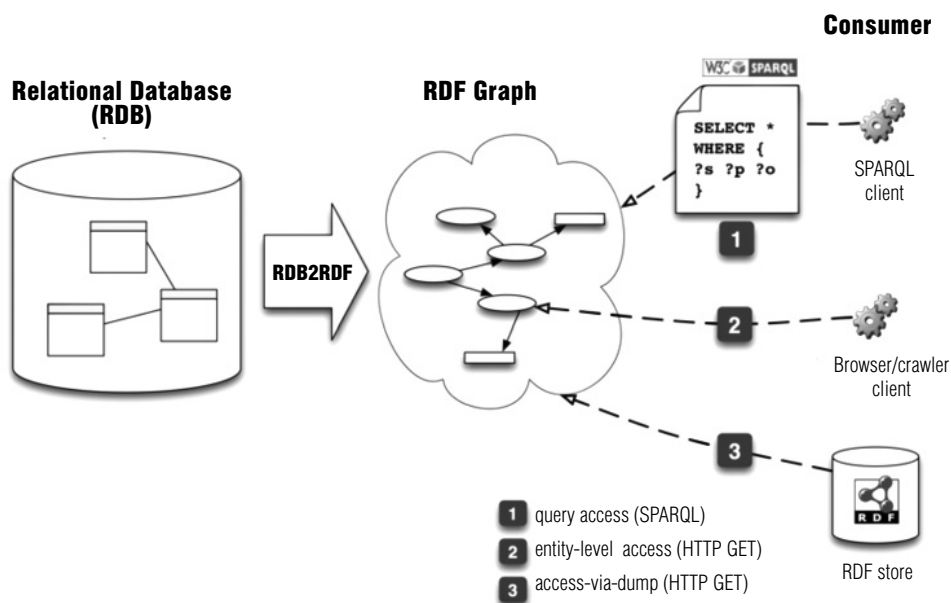 Consumer
W3C SPARQL
Relational Database
(RDB)
RDF Graph
SELECT *
WHERE {
?s ?p ?o
}
SPARQL
client
1
RDB2RDF
2
Browser/crawler
client
3
RDF
RDF store
1 query access (SPARQL)
2 entity-level access (HTTP GET)
3 access-via-dump (HTTP GET)